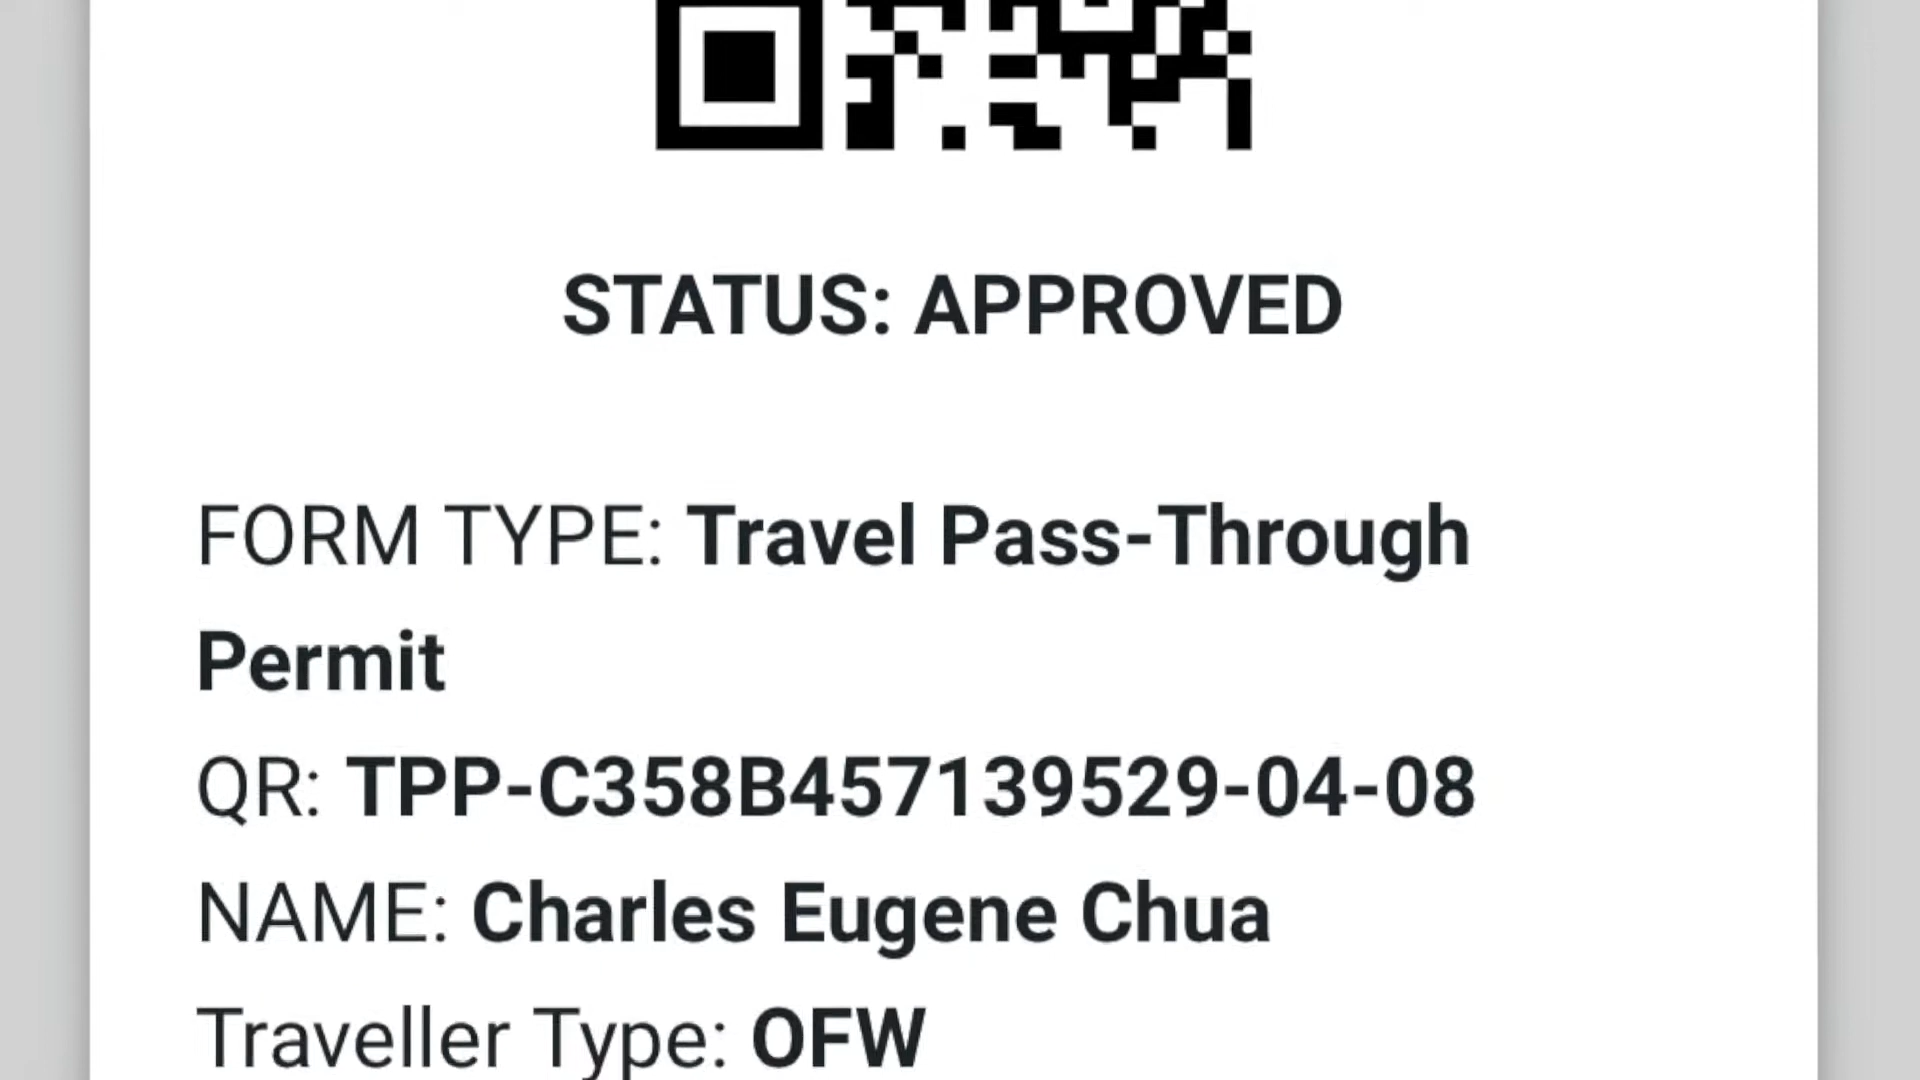 STATUS: APPROVED
FORM TYPE: Travel Pass-Through
Permit
QR: TPP-C358B457139529-04-08
NAME: Charles Eugene Chua
Traveller Type: OFW